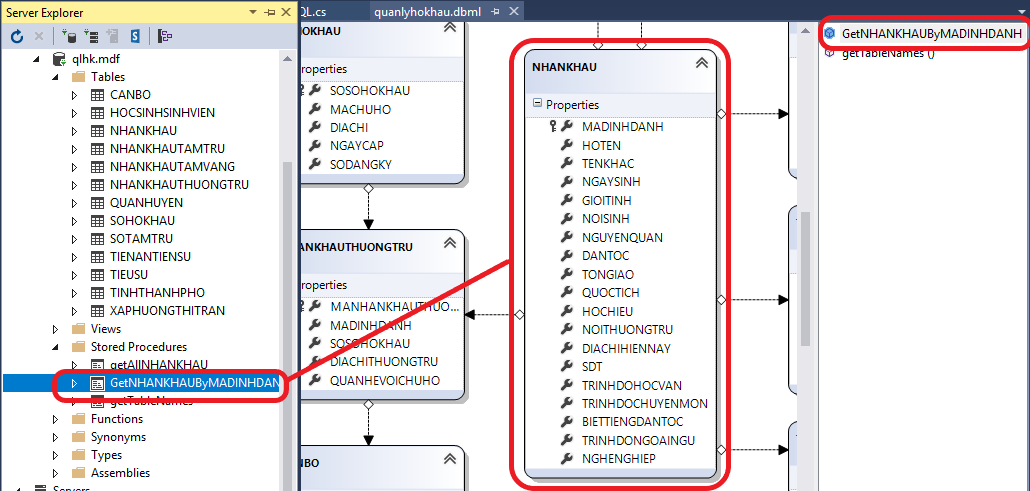 Server Explorer
QL.cs
quanlyhokhau.dbml
qlhk.mdf
Tables
CANBO
HOCSINHSINHVIEN
NHANKHAU
NHANKHAUTAMTRU
NHANKHAUTAMVANG
NHANKHAUTHUONGTRU
QUANHUYEN
SOHOKHAU
SOTAMTRU
TIENANTIENSU
TIEUSU
TINHTHANHPHO
XAPHUONGTHITRAN
Views
Stored Procedures
getAllNHANKHAU
GetNHANKHAUByMADINHDAN
getTableNames
Functions
Synonyms
Types
Assemblies
Servers
OKHAU
roperties
SOSOHOKHAU
MACHUHO
DIACHI
NGAYCAP
SODANGKY
ANKHAUTHUONGTRU
roperties
MANHANKHAUTHUO...
MADINHDANH
SOSOHOKHAU
DIACHITHUONGTRU
QUANHEVOICHUHO
NBO
NHANKHAU
Properties
MADINHDANH
HOTEN
TENKHAC
NGAYSINH
GIOITINH
NOISINH
NGUYENQUAN
DANTOC
TONGIAO
QUOCTICH
HOCHIEU
NOITHUONGTRU
DIACHIHIENNAY
SDT
TRINHDOHOCVAN
TRINHDOCHUYENMON
BIETTIENGDANTOC
TRINHDONGOAINGU
NGHENGHIEP
GetNHANKHAUByMADINHDANH
getTableNames ()